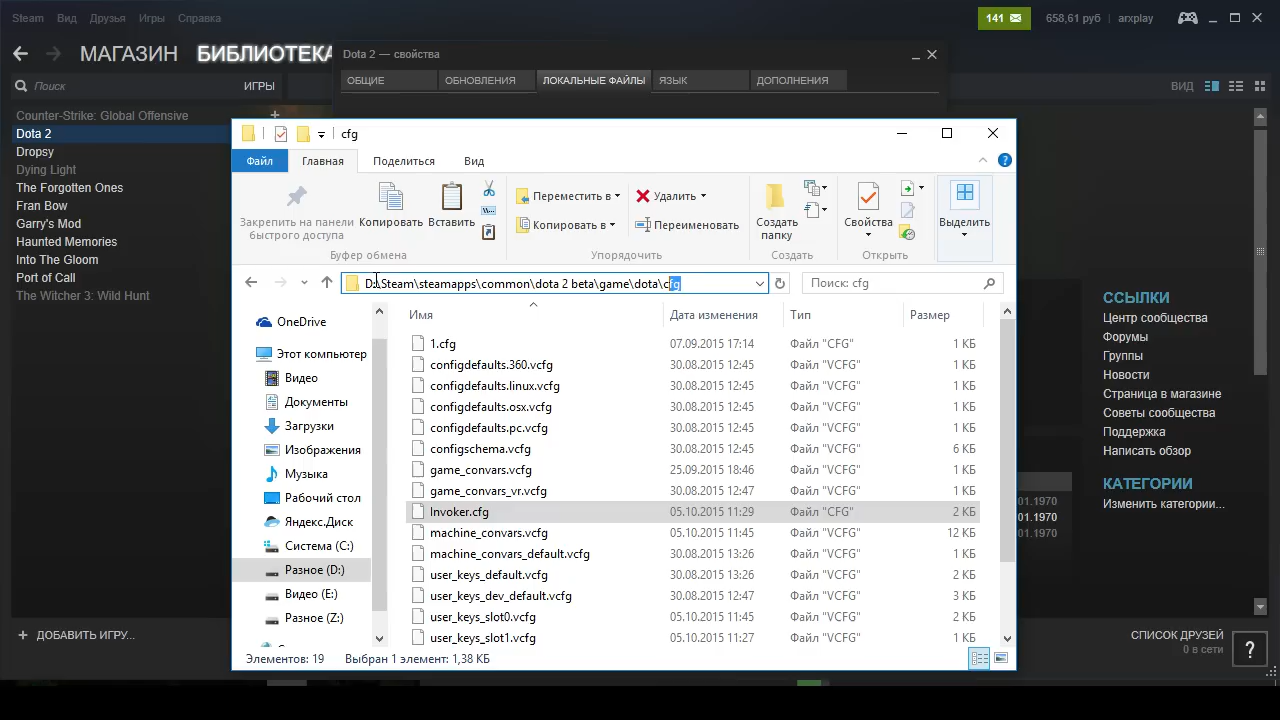 Steam Вид Друзья Игры Справка 141 658,61 руб arxplay
МАГАЗИН БИБЛИОТЕКА
Dota 2 — свойства
Поиск ИГРЫ ВИД
ОБЩИЕ ОБНОВЛЕНИЯ ЛОКАЛЬНЫЕ ФАЙЛЫ ЯЗЫК ДОПОЛНЕНИЯ
Counter-Strike: Global Offensive
Dota 2
Dropsy
Dying Light
The Forgotten Ones
Fran Bow
Garry's Mod
Haunted Memories
Into The Gloom
Port of Call
The Witcher 3: Wild Hunt
ДОБАВИТЬ ИГРУ...
cfg
Файл Главная Поделиться Вид
Закрепить на панели быстрого доступа
Копировать
Вставить
Буфер обмена
Переместить в
Копировать в
Удалить
Переименовать
Упорядочить
Создать папку
Создать
Свойства
Открыть
Выделить
D:\Steam\steamapps\common\dota 2 beta\game\dota\cfg
Поиск: cfg
OneDrive
Этот компьютер
Видео
Документы
Загрузки
Изображения
Музыка
Рабочий стол
Яндекс.Диск
Система (C:)
Разное (D:)
Видео (E:)
Разное (Z:)
Имя Дата изменения Тип Размер
1.cfg 07.09.2015 17:14 Файл "CFG" 1 КБ
configdefaults.360.vcfg 30.08.2015 12:45 Файл "VCFG" 1 КБ
configdefaults.linux.vcfg 30.08.2015 12:45 Файл "VCFG" 1 КБ
configdefaults.osx.vcfg 30.08.2015 12:45 Файл "VCFG" 1 КБ
configdefaults.pc.vcfg 30.08.2015 12:45 Файл "VCFG" 1 КБ
configschema.vcfg 30.08.2015 12:45 Файл "VCFG" 6 КБ
game_convars.vcfg 25.09.2015 18:46 Файл "VCFG" 1 КБ
game_convars_vr.vcfg 30.08.2015 12:47 Файл "VCFG" 1 КБ
Invoker.cfg 05.10.2015 11:29 Файл "CFG" 2 КБ
machine_convars.vcfg 05.10.2015 11:45 Файл "VCFG" 12 КБ
machine_convars_default.vcfg 30.08.2015 13:26 Файл "VCFG" 1 КБ
user_keys_default.vcfg 30.08.2015 13:26 Файл "VCFG" 2 КБ
user_keys_dev_default.vcfg 30.08.2015 12:47 Файл "VCFG" 3 КБ
user_keys_slot0.vcfg 05.10.2015 11:45 Файл "VCFG" 2 КБ
user_keys_slot1.vcfg 05.10.2015 11:27 Файл "VCFG" 1 КБ
Элементов: 19 Выбран 1 элемент: 1,38 КБ
ССЫЛКИ
Центр сообщества
Форумы
Группы
Новости
Страница в магазине
Советы сообщества
Поддержка
Написать обзор
КАТЕГОРИИ
Изменить категории...
01.1970
01.1970
01.1970
СПИСОК ДРУЗЕЙ
0 в сети
?